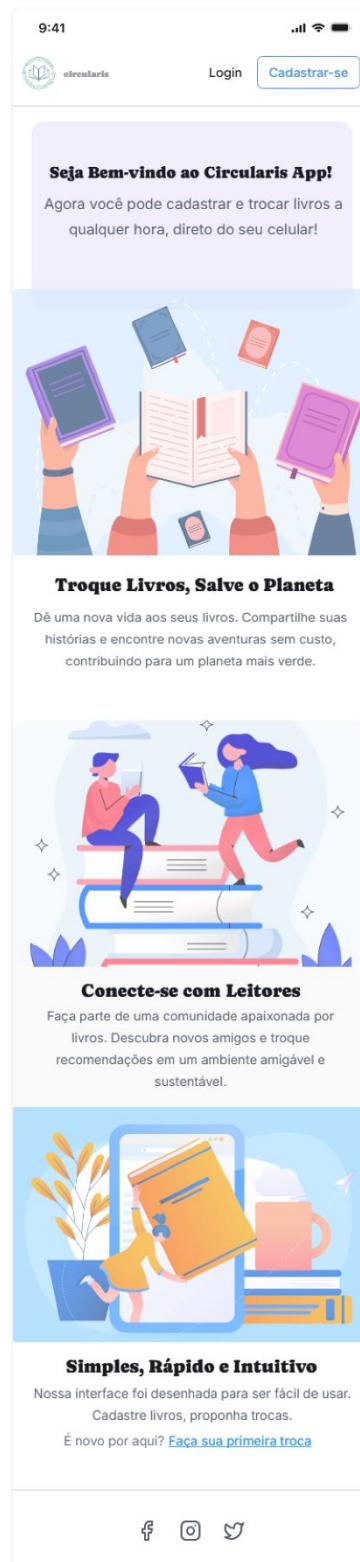 9:41
circularis
Login
Cadastrar-se
Seja Bem-vindo ao Circularis App!
Agora você pode cadastrar e trocar livros a
qualquer hora, direto do seu celular!
Troque Livros, Salve o Planeta
Dê uma nova vida aos seus livros. Compartilhe suas
histórias e encontre novas aventuras sem custo,
contribuindo para um planeta mais verde.
Conecte-se com Leitores
Faça parte de uma comunidade apaixonada por
livros. Descubra novos amigos e troque
recomendações em um ambiente amigável e
sustentável.
Simples, Rápido e Intuitivo
Nossa interface foi desenhada para ser fácil de usar.
Cadastre livros, proponha trocas.
É novo por aqui? Faça sua primeira troca